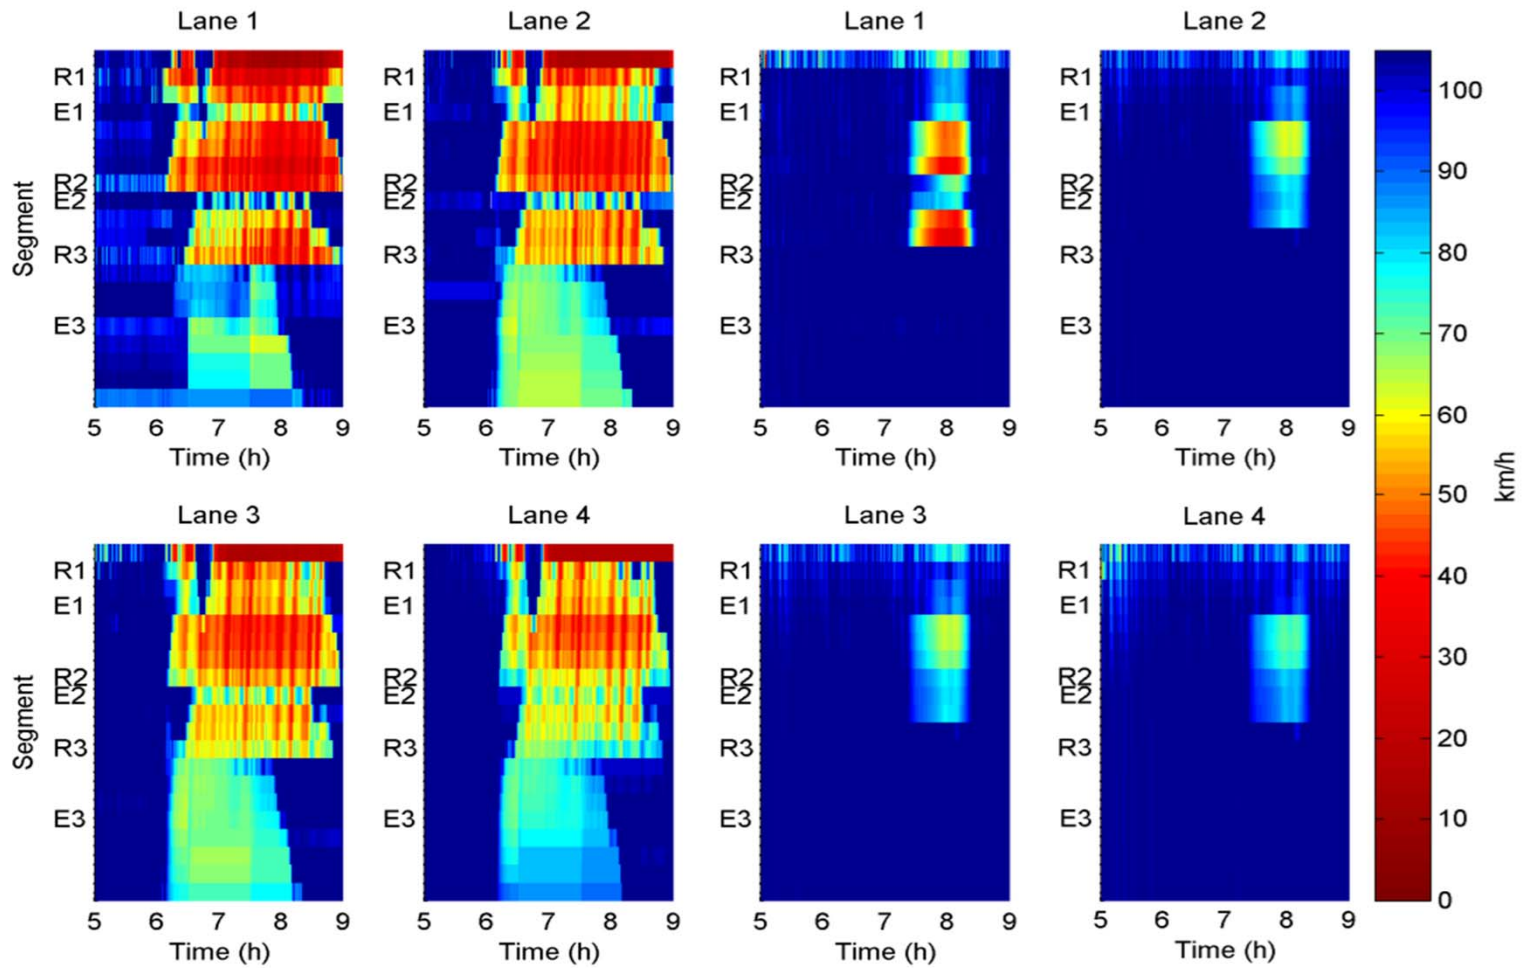 Lane 1 Lane 2 Lane 1 Lane 2
R1 R1 R1 R1 100
E1 E1 E1 E1
90
R2 R2 R2 R2
E2 E2 E2 E2
Segment
R3 R3 R3 R3 80
E3 E3 E3 E3 70
5 6 7 8 9 5 6 7 8 9 5 6 7 8 9 5 6 7 8 9 60
Time (h) Time (h) Time (h) Time (h)
km/h
50
Lane 3 Lane 4 Lane 3 Lane 4
R1 R1 R1 R1 40
E1 E1 E1 E1
30
R2 R2 R2 R2
E2 E2 E2 E2
Segment
R3 R3 R3 R3 20
E3 E3 E3 E3 10
0
5 6 7 8 9 5 6 7 8 9 5 6 7 8 9 5 6 7 8 9
Time (h) Time (h) Time (h) Time (h)